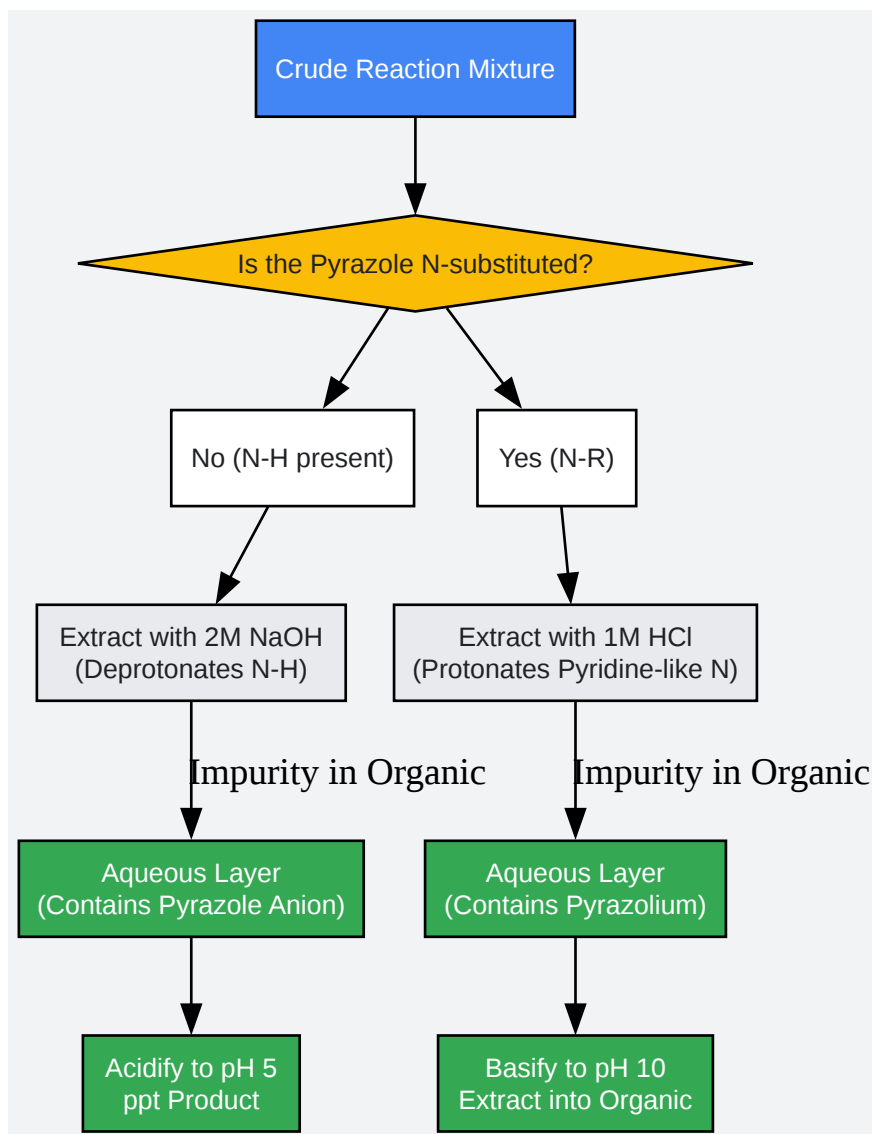 Crude Reaction Mixture
Is the Pyrazole N-substituted?
No (N-H present)
Yes (N-R)
Extract with 2M NaOH
(Deprotonates N-H)
Extract with 1M HCl
(Protonates Pyridine-like N)
Impurity in Organic
Impurity in Organic
Aqueous Layer
(Contains Pyrazole Anion)
Aqueous Layer
(Contains Pyrazolium)
Acidify to pH 5
ppt Product
Basify to pH 10
Extract into Organic